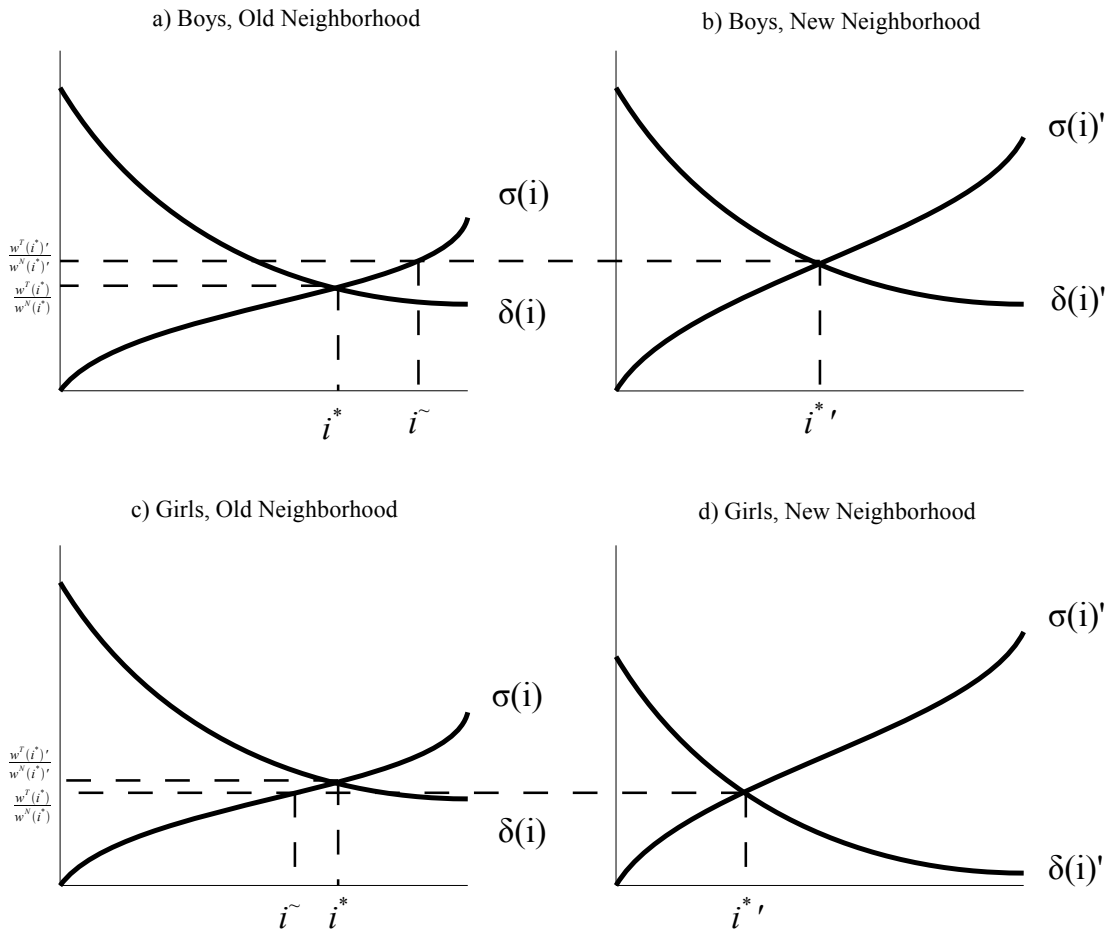 a) Boys, Old Neighborhood
b) Boys, New Neighborhood
σ(i)'
σ(i)
w^T(i^*)'
w^N(i^*)'
w^T(i^*)
w^N(i^*)
δ(i)
δ(i)'
i^*
i^~
i^*'
c) Girls, Old Neighborhood
d) Girls, New Neighborhood
σ(i)'
σ(i)
w^T(i^*)'
w^N(i^*)'
w^T(i^*)
w^N(i^*)
δ(i)
δ(i)'
i^~
i^*
i^*'